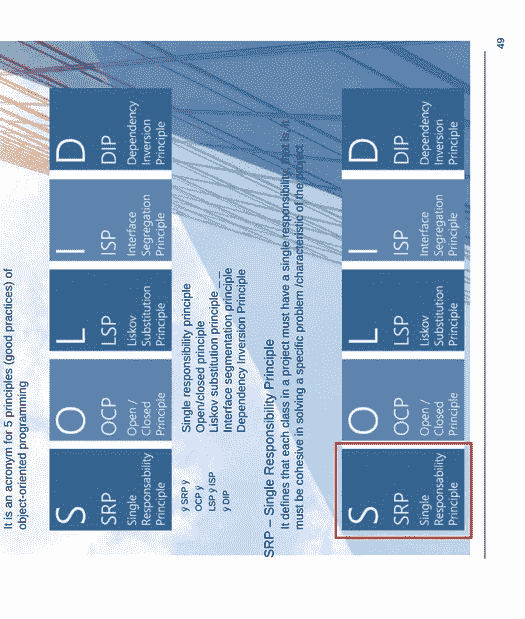 It is an acronym for 5 principles (good practices) of
object-oriented programming
S
SRP
Single
Responsability
Principle
O
OCP
Open /
Closed
Principle
L
LSP
Liskov
Substitution
Principle
I
ISP
Interface
Segregation
Principle
D
DIP
Dependency
Inversion
Principle
ÿ SRP ÿ
OCP ÿ
LSP ÿ ISP
ÿ DIP
Single responsibility principle
Open/closed principle
Liskov substitution principle _ _
Interface segmentation principle
Dependency Inversion Principle
SRP – Single Responsibility Principle
It defines that each class in a project must have a single responsibility, that is, it
must be cohesive in solving a specific problem /characteristic of the project .
S
SRP
Single
Responsability
Principle
O
OCP
Open /
Closed
Principle
L
LSP
Liskov
Substitution
Principle
I
ISP
Interface
Segregation
Principle
D
DIP
Dependency
Inversion
Principle
49